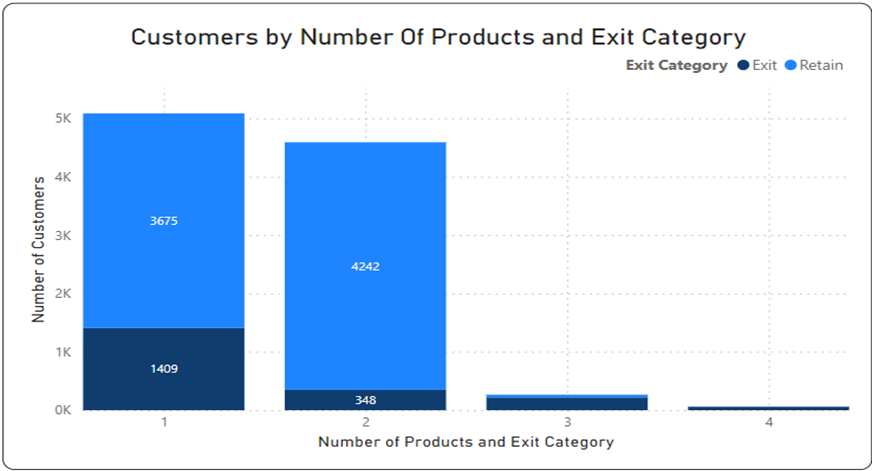 Customers by Number Of Products and Exit Category
Exit Category Exit Retain
Number of Customers
5K
4K
3K
2K
1K
0K
3675
1409
4242
348
1 2 3 4
Number of Products and Exit Category